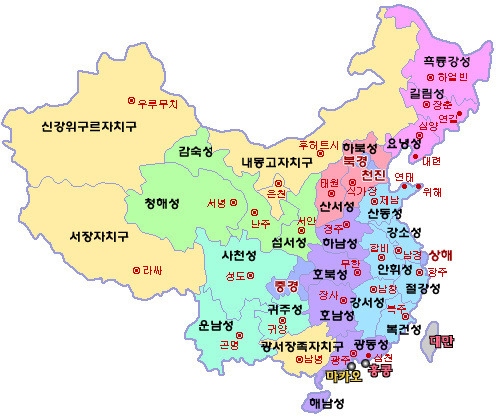 흑룡강성
하얼빈
길림성
장춘
연길
심양
요녕성
대련
우루무치
신강위구르자치구
후허트시
내몽고자치구
하북성
북경
천진
감숙성
은천
태원
석가장
연태
위해
제남
산서성
산동성
청해성
서녕
난주
서안
정주
섬서성
하남성
강소성
서장자치구
라싸
사천성
성도
합비
남경
상해
무한
안휘성
항주
호북성
중경
절강성
장사
남창
강서성
귀주성
귀양
호남성
복주
운남성
곤명
복건성
대만
광서장족자치구
남녕
광동성
광주
심천
홍콩
마카오
해남성